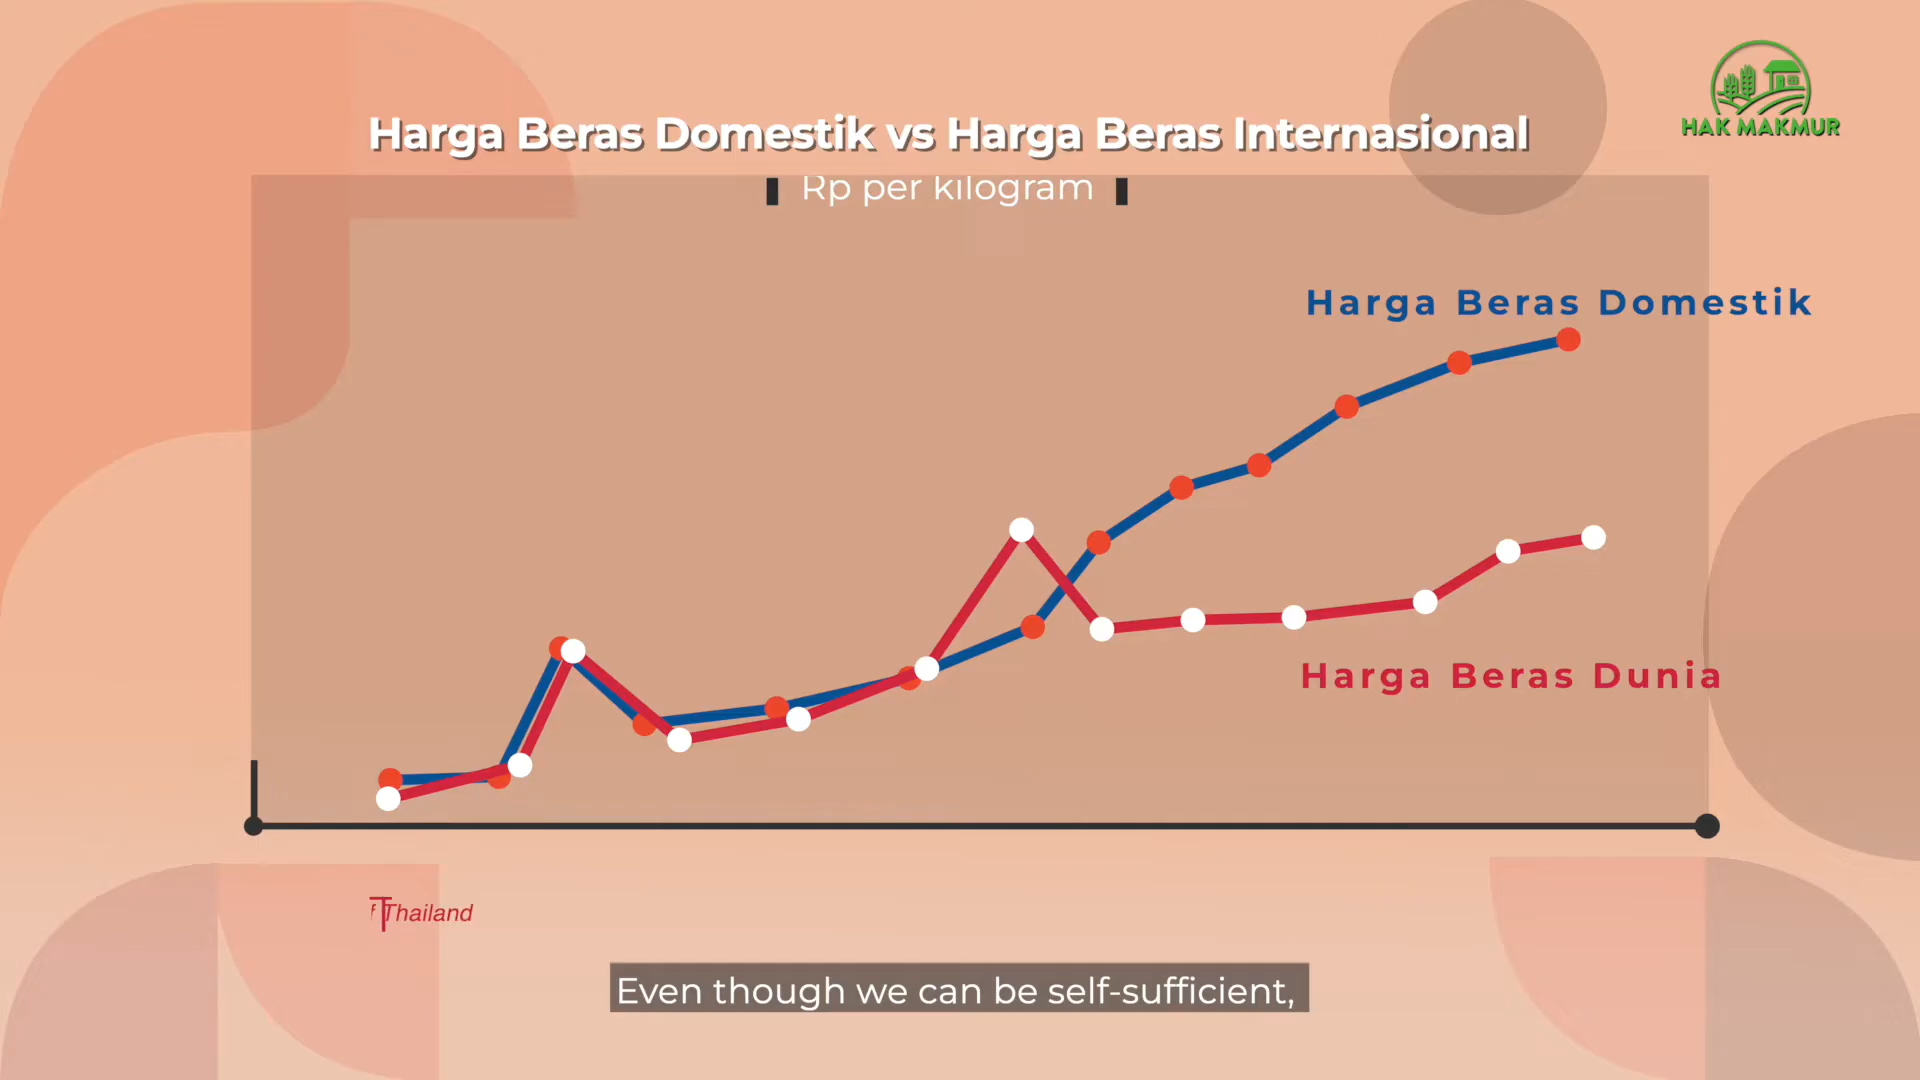 HAK MAKMUR
Harga Beras Domestik vs Harga Beras Internasional
Rp per kilogram
Harga Beras Domestik
Harga Beras Dunia
Thailand
Even though we can be self-sufficient,